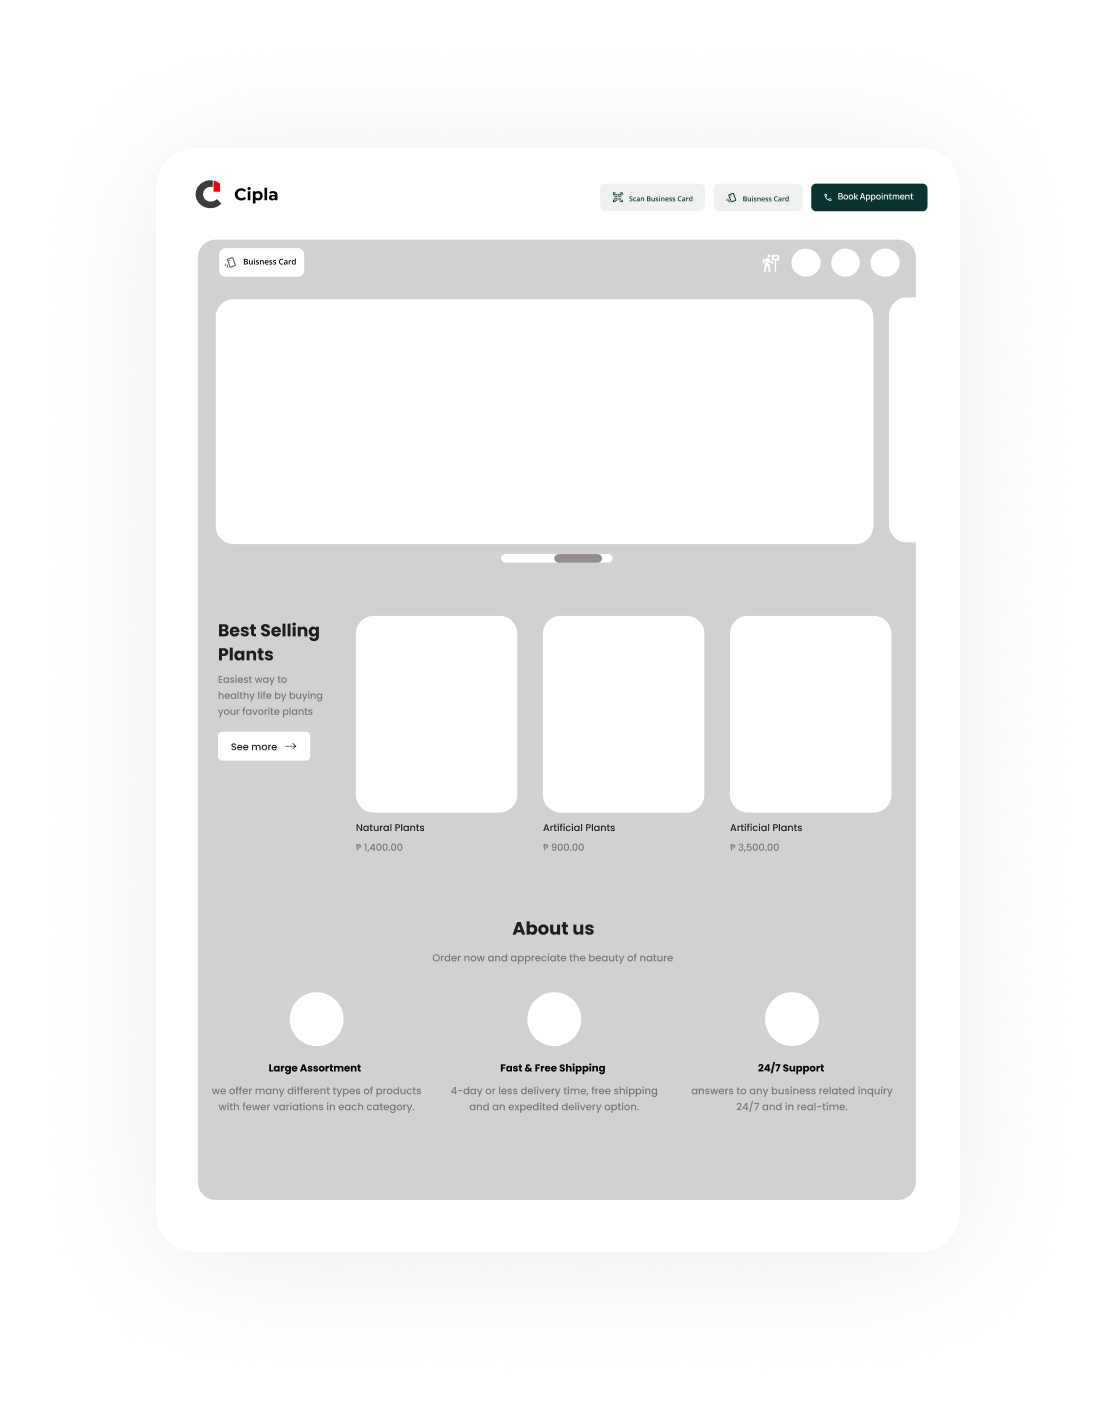 Cipla
Scan Business Card
Buisness Card
Book Appointment
Buisness Card
Best Selling
Plants
Easiest way to
healthy life by buying
your favorite plants
See more
Natural Plants
₱ 1,400.00
Artificial Plants
₱ 900.00
Artificial Plants
₱ 3,500.00
About us
Order now and appreciate the beauty of nature
Large Assortment
we offer many different types of products
with fewer variations in each category.
Fast & Free Shipping
4-day or less delivery time, free shipping
and an expedited delivery option.
24/7 Support
answers to any business related inquiry
24/7 and in real-time.